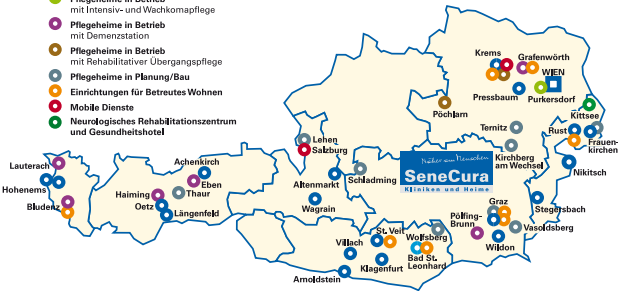 Pflegeheime in Betrieb
mit Intensiv- und Wachkomapflege
Pflegeheime in Betrieb
mit Demenzstation
Pflegeheime in Betrieb
mit Rehabilitativer Übergangspflege
Pflegeheime in Planung/Bau
Einrichtungen für Betreutes Wohnen
Mobile Dienste
Neurologisches Rehabilitationszentrum
und Gesundheitshotel
Krems
Grafenwörth
WIEN
Pressbaum
Purkersdorf
Kittsee
Pöchlarn
Ternitz
Rust
Frauen-
kirchen
Kirchberg
am Wechsel
Nikitsch
Lehen
Salzburg
Näher am Menschen
SeneCura
Kliniken und Heime
Lauterach
Hohenems
Bludenz
Achenkirch
Eben
Thaur
Haiming
Oetz
Längenfeld
Altenmarkt
Schladming
Wagrain
Stegersbach
Graz
Pölfing-
Brunn
Vasoldsberg
Wildon
St. Veit
Wolfsberg
Villach
Klagenfurt
Bad St.
Leonhard
Arnoldstein